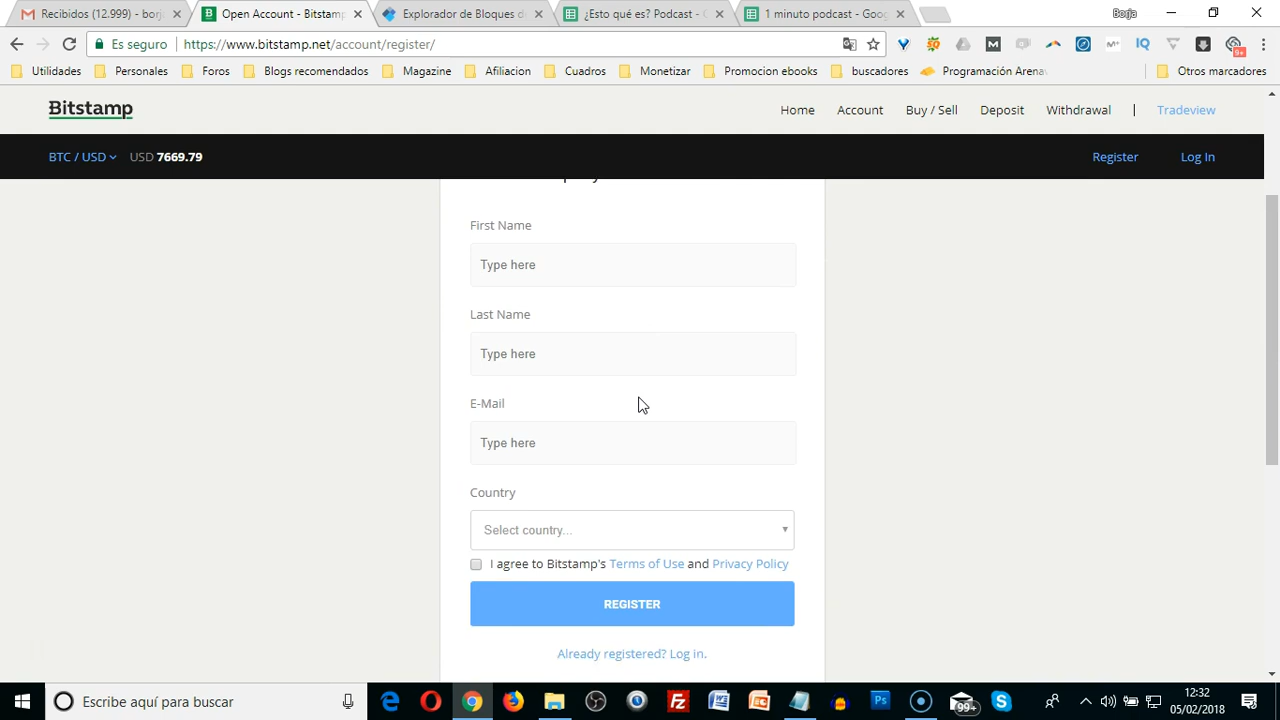 Recibidos (12.999) - borj
Open Account - Bitstamp
Explorador de Bloques d
¿Esto qué es? Podcast - G
1 minuto podcast - Goog
Borja
Es seguro
https://www.bitstamp.net/account/register/
Utilidades
Personales
Foros
Blogs recomendados
Magazine
Afiliacion
Cuadros
Monetizar
Promocion ebooks
buscadores
Programación Arena
Otros marcadores
Bitstamp
Home
Account
Buy / Sell
Deposit
Withdrawal
|
Tradeview
BTC / USD
USD 7669.79
Register
Log In
First Name
Type here
Last Name
Type here
E-Mail
Type here
Country
Select country...
I agree to Bitstamp's Terms of Use and Privacy Policy
REGISTER
Already registered? Log in.
Escribe aquí para buscar
99+
12:32
05/02/2018